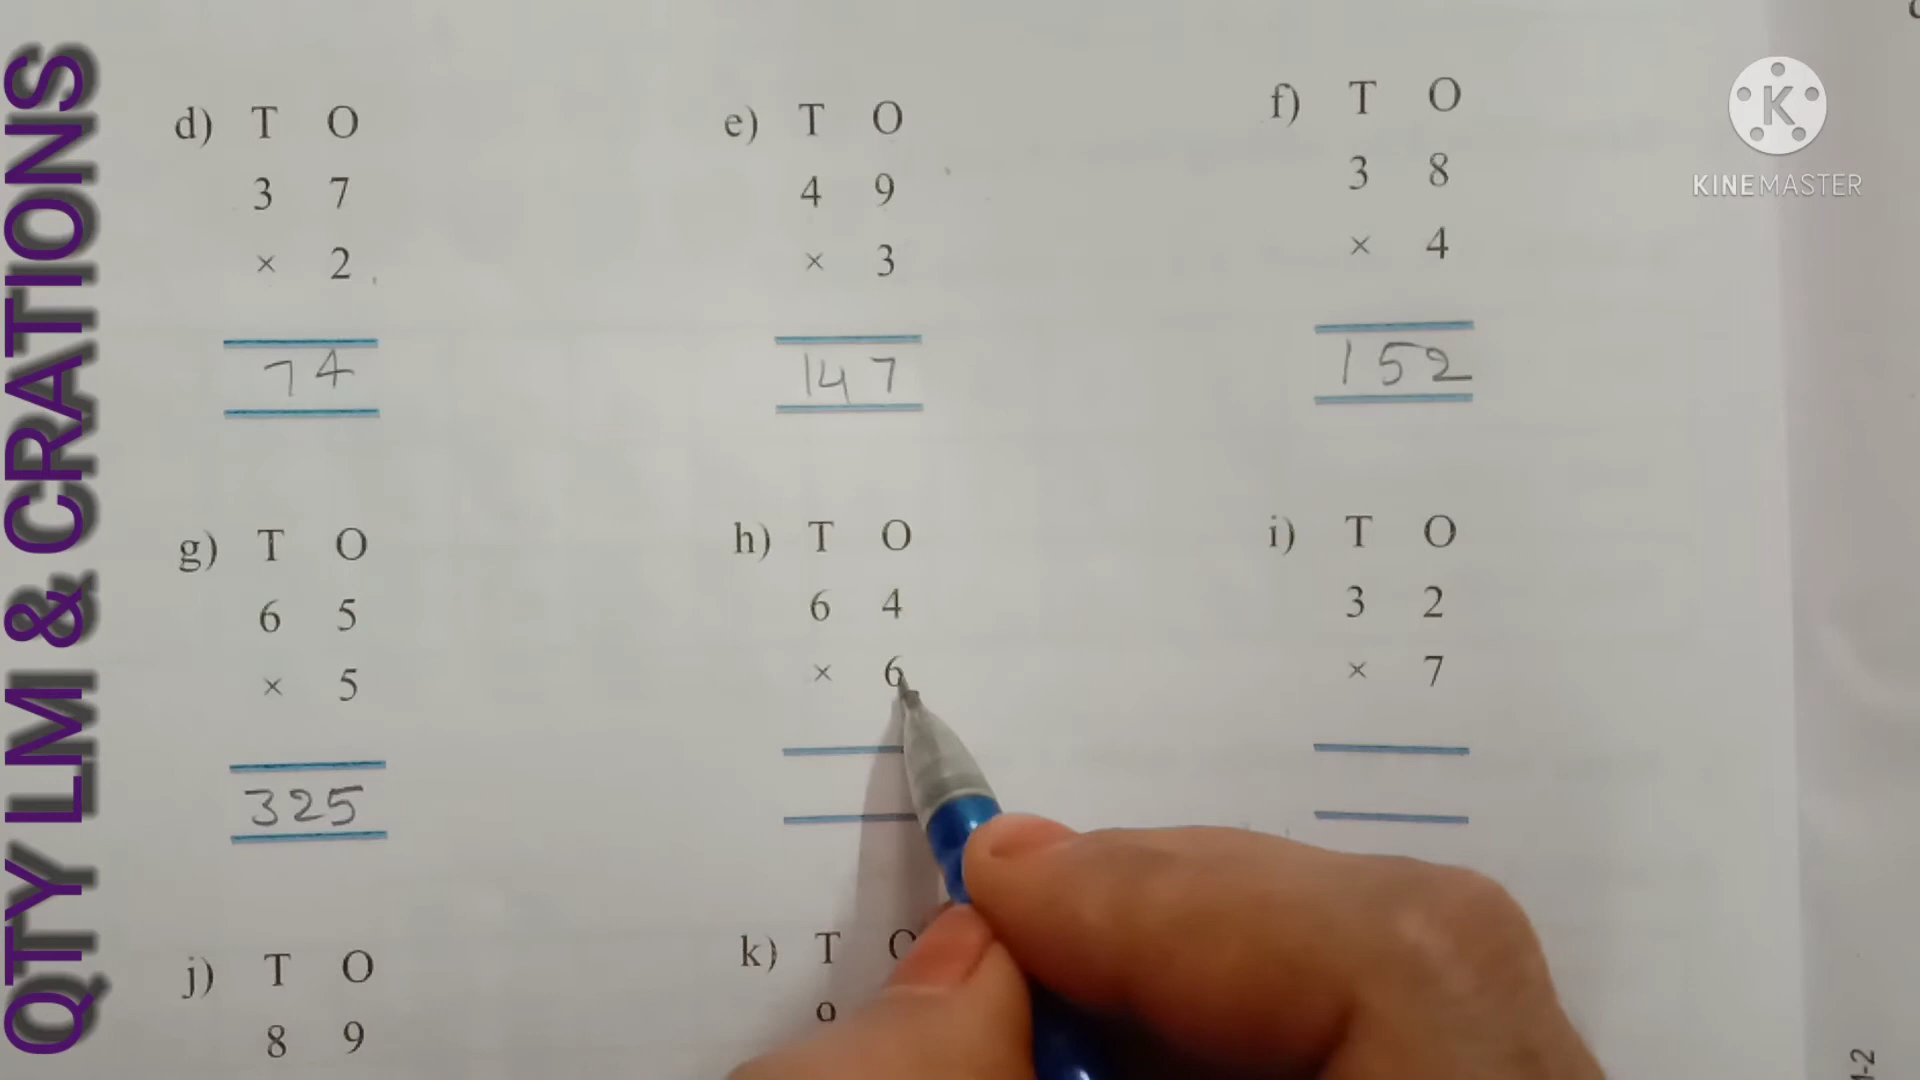 QTY LM & CRATIONS
KINEMASTER
d) T O
3 7
× 2
74
e) T O
4 9
× 3
147
f) T O
3 8
× 4
152
g) T O
6 5
× 5
325
h) T O
6 4
× 6
i) T O
3 2
× 7
j) T O
8 9
k) T O